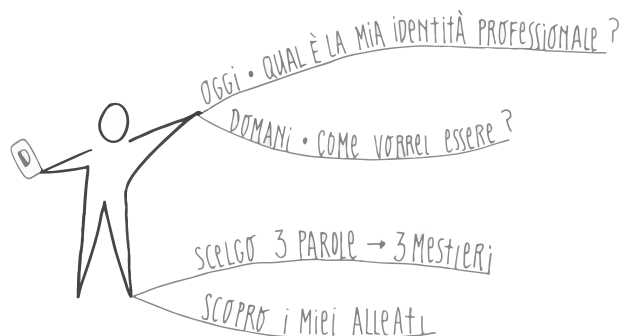 OGGi • QUAL È LA MiA iDENTiTÀ PROFESSiONALE ?
DOMANi • COME VORREI ESSERE ?
D
SCELGO 3 PAROLE → 3 MESTiERi
SCOPRO i MiEi ALLEATI